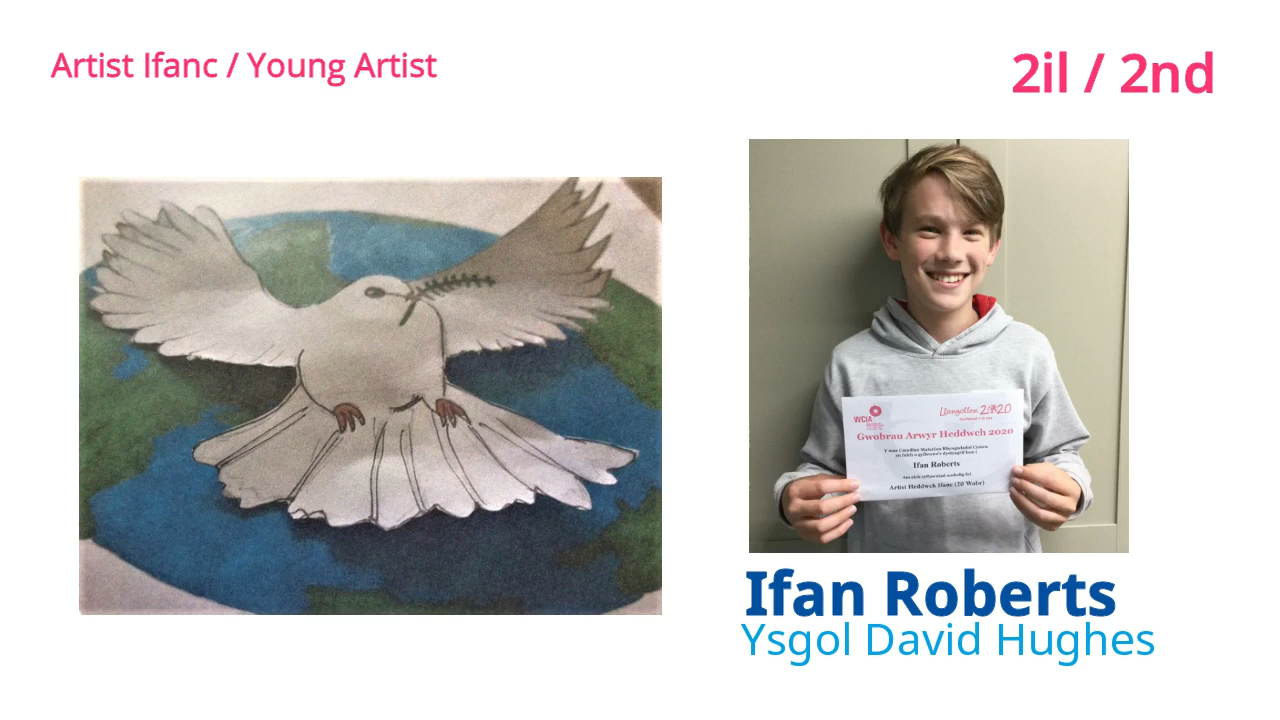 Artist Ifanc / Young Artist
2il / 2nd
WCIA
Llangollen 2020
Gwobrau Arwyr Heddwch 2020
Ifan Roberts
Artist Heddwch Ifanc (2il Wobr)
Ifan Roberts
Ysgol David Hughes